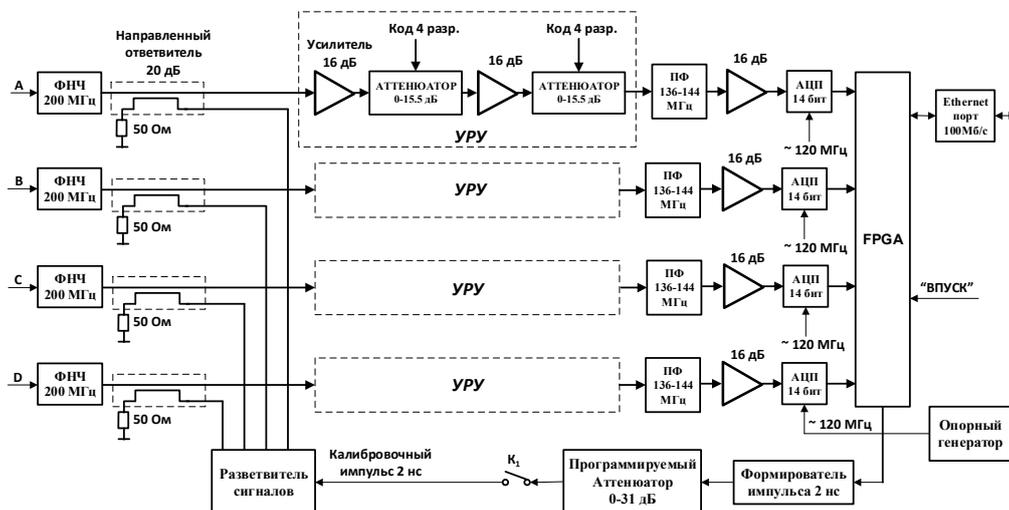 Направленный
ответвитель
20 дБ
Усилитель
16 дБ
Код 4 разр.
16 дБ
Код 4 разр.
16 дБ
A
ФНЧ
200 МГц
50 Ом
АТТЕНЮАТОР
0-15.5 дБ
АТТЕНЮАТОР
0-15.5 дБ
УРУ
ПФ
136-144
МГц
АЦП
14 бит
~ 120 МГц
Ethernet
порт
100Мб/с
B
ФНЧ
200 МГц
50 Ом
УРУ
ПФ
136-144
МГц
16 дБ
АЦП
14 бит
~ 120 МГц
FPGA
C
ФНЧ
200 МГц
50 Ом
УРУ
ПФ
136-144
МГц
16 дБ
АЦП
14 бит
~ 120 МГц
“ВПУСК”
D
ФНЧ
200 МГц
50 Ом
УРУ
ПФ
136-144
МГц
16 дБ
АЦП
14 бит
~ 120 МГц
Опорный
генератор
Разветвитель
сигналов
Калибровочный
импульс 2 нс
К1
Программируемый
Аттенюатор
0-31 дБ
Формирователь
импульса 2 нс